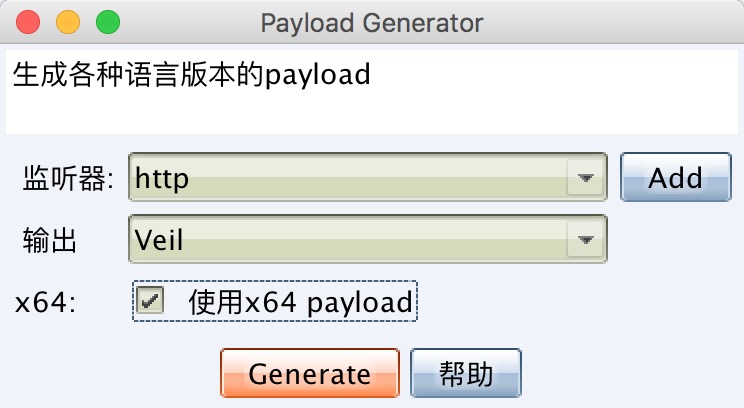 Payload Generator
生成各种语言版本的payload
监听器: http Add
输出 Veil
x64: 使用x64 payload
Generate 帮助